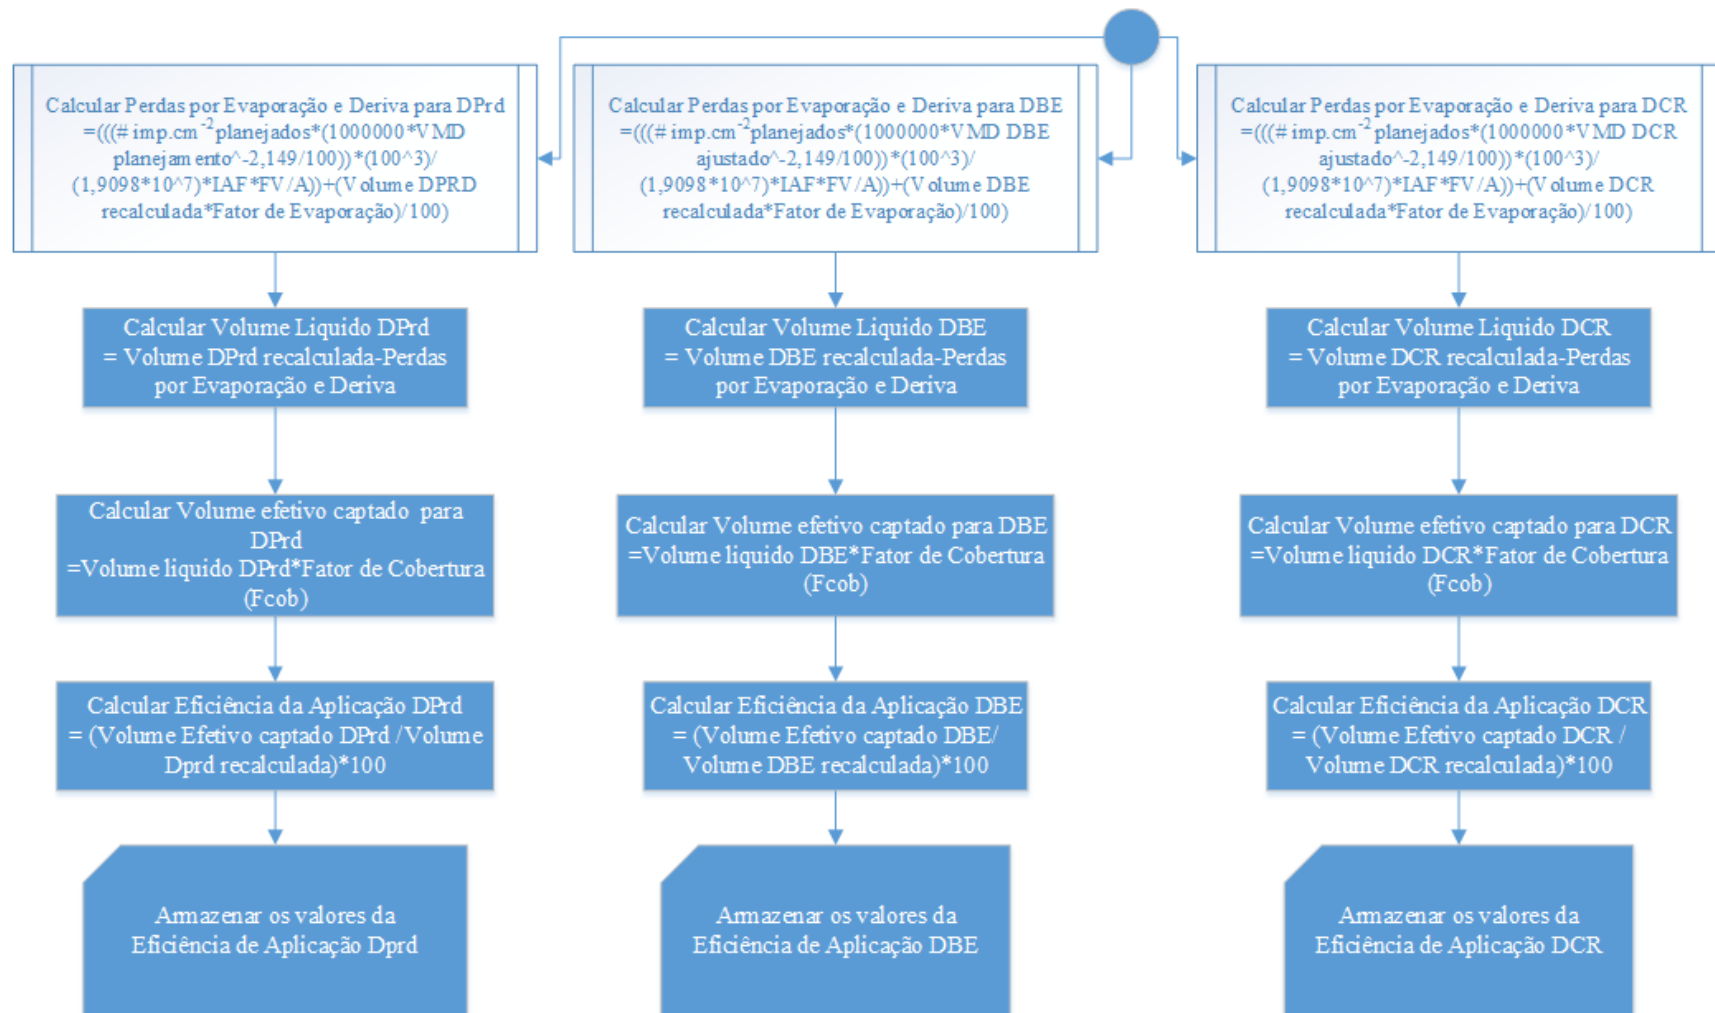 Calcular Perdas por Evaporação e Deriva para DPrd
=(((# imp.cm⁻²planejados*(1000000*VMD
planejamento^-2,149/100))*(100^3)/
(1,9098*10^7)*IAF*FV/A))+(Volume DPRD
recalculada*Fator de Evaporação)/100)
Calcular Volume Liquido DPrd
= Volume DPrd recalculada-Perdas
por Evaporação e Deriva
Calcular Volume efetivo captado para
DPrd
=Volume liquido DPrd*Fator de Cobertura
(Fcob)
Calcular Eficiência da Aplicação DPrd
= (Volume Efetivo captado DPrd /Volume
Dprd recalculada)*100
Armazenar os valores da
Eficiência de Aplicação Dprd
Calcular Perdas por Evaporação e Deriva para DBE
=(((# imp.cm⁻²planejados*(1000000*VMD DBE
ajustado^-2,149/100))*(100^3)/
(1,9098*10^7)*IAF*FV/A))+(Volume DBE
recalculada*Fator de Evaporação)/100)
Calcular Volume Liquido DBE
= Volume DBE recalculada-Perdas
por Evaporação e Deriva
Calcular Volume efetivo captado para DBE
=Volume liquido DBE*Fator de Cobertura
(Fcob)
Calcular Eficiência da Aplicação DBE
= (Volume Efetivo captado DBE/
Volume DBE recalculada)*100
Armazenar os valores da
Eficiência de Aplicação DBE
Calcular Perdas por Evaporação e Deriva para DCR
=(((# imp.cm⁻²planejados*(1000000*VMD DCR
ajustado^-2,149/100))*(100^3)/
(1,9098*10^7)*IAF*FV/A))+(Volume DCR
recalculada*Fator de Evaporação)/100)
Calcular Volume Liquido DCR
= Volume DCR recalculada-Perdas
por Evaporação e Deriva
Calcular Volume efetivo captado para DCR
=Volume liquido DCR*Fator de Cobertura
(Fcob)
Calcular Eficiência da Aplicação DCR
= (Volume Efetivo captado DCR /
Volume DCR recalculada)*100
Armazenar os valores da
Eficiência de Aplicação DCR